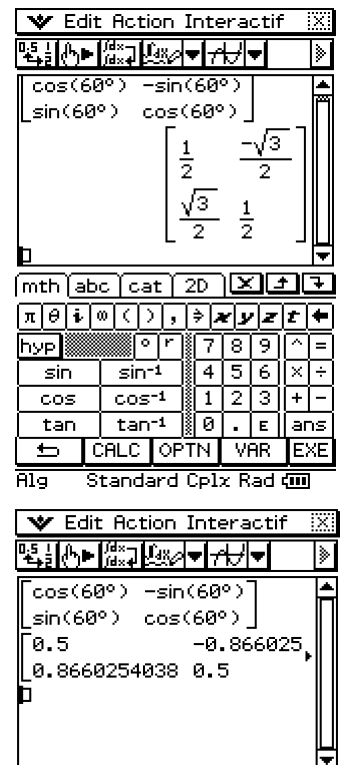 Edit Action Interactif
cos(60°) -sin(60°)
sin(60°) cos(60°)
1/2 -√3/2
√3/2 1/2
mth abc cat 2D
π θ i ∞ ( ) , ⇒ x y z t ←
hyp ° r 7 8 9 ^ =
sin sin⁻¹ 4 5 6 × ÷
cos cos⁻¹ 1 2 3 + −
tan tan⁻¹ 0 . E ans
CALC OPTN VAR EXE
Alg Standard Cplx Rad
Edit Action Interactif
cos(60°) -sin(60°)
sin(60°) cos(60°)
0.5 -0.866025
0.8660254038 0.5